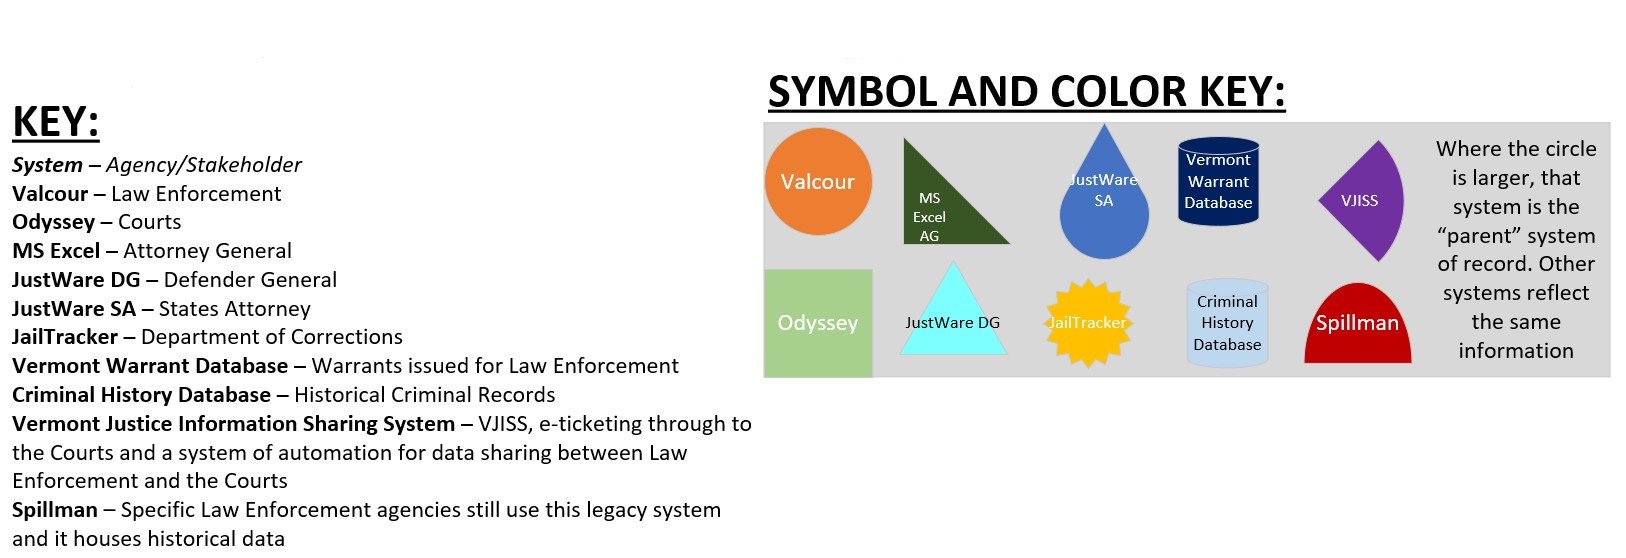 KEY:
System – Agency/Stakeholder
Valcour – Law Enforcement
Odyssey – Courts
MS Excel – Attorney General
JustWare DG – Defender General
JustWare SA – States Attorney
JailTracker – Department of Corrections
Vermont Warrant Database – Warrants issued for Law Enforcement
Criminal History Database – Historical Criminal Records
Vermont Justice Information Sharing System – VJISS, e-ticketing through to
the Courts and a system of automation for data sharing between Law
Enforcement and the Courts
Spillman – Specific Law Enforcement agencies still use this legacy system
and it houses historical data
SYMBOL AND COLOR KEY:
Valcour
MS
Excel
AG
JustWare
SA
Vermont
Warrant
Database
VJISS
Odyssey
JustWare DG
JailTracker
Criminal
History
Database
Spillman
Where the circle
is larger, that
system is the
“parent” system
of record. Other
systems reflect
the same
information